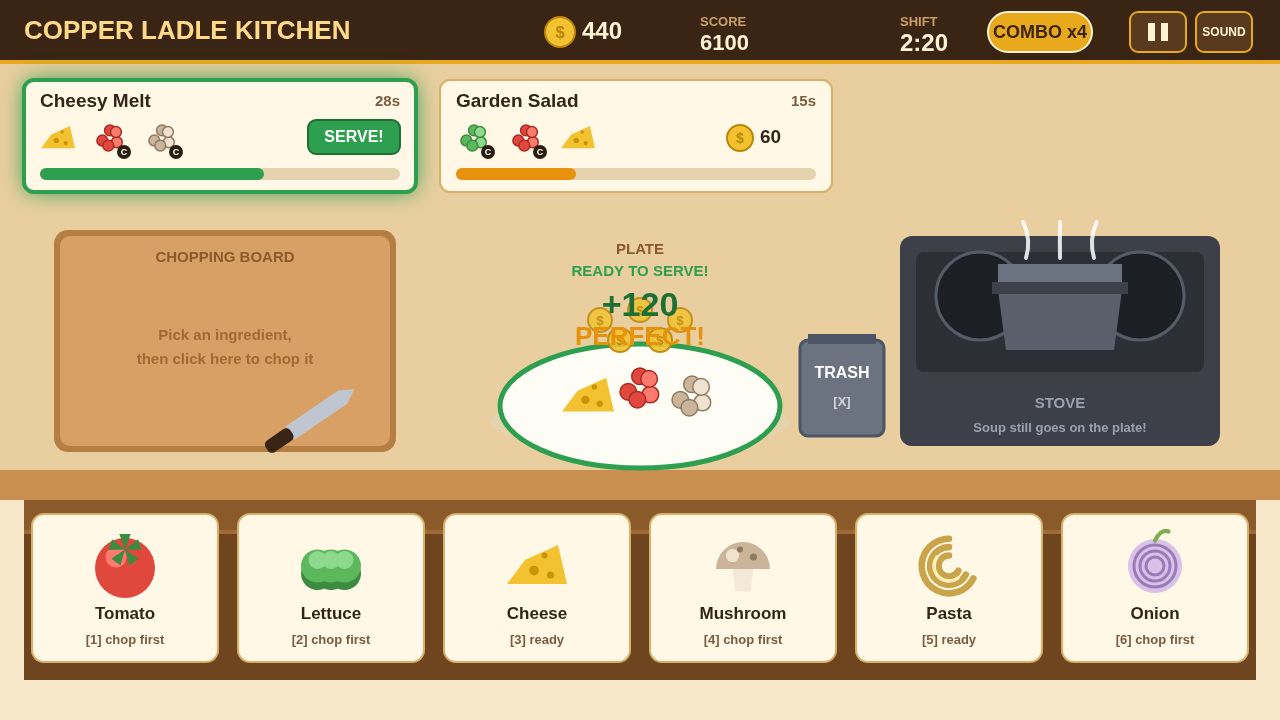 COPPER LADLE KITCHEN
$ 440
SCORE
6100
SHIFT
2:20
COMBO x4
SOUND
Cheesy Melt
28s
C
C
SERVE!
Garden Salad
15s
C
C
$ 60
CHOPPING BOARD
Pick an ingredient,
then click here to chop it
PLATE
READY TO SERVE!
+120
$ $ $
PERFECT!
$ $
TRASH
[X]
STOVE
Soup still goes on the plate!
Tomato
[1] chop first
Lettuce
[2] chop first
Cheese
[3] ready
Mushroom
[4] chop first
Pasta
[5] ready
Onion
[6] chop first